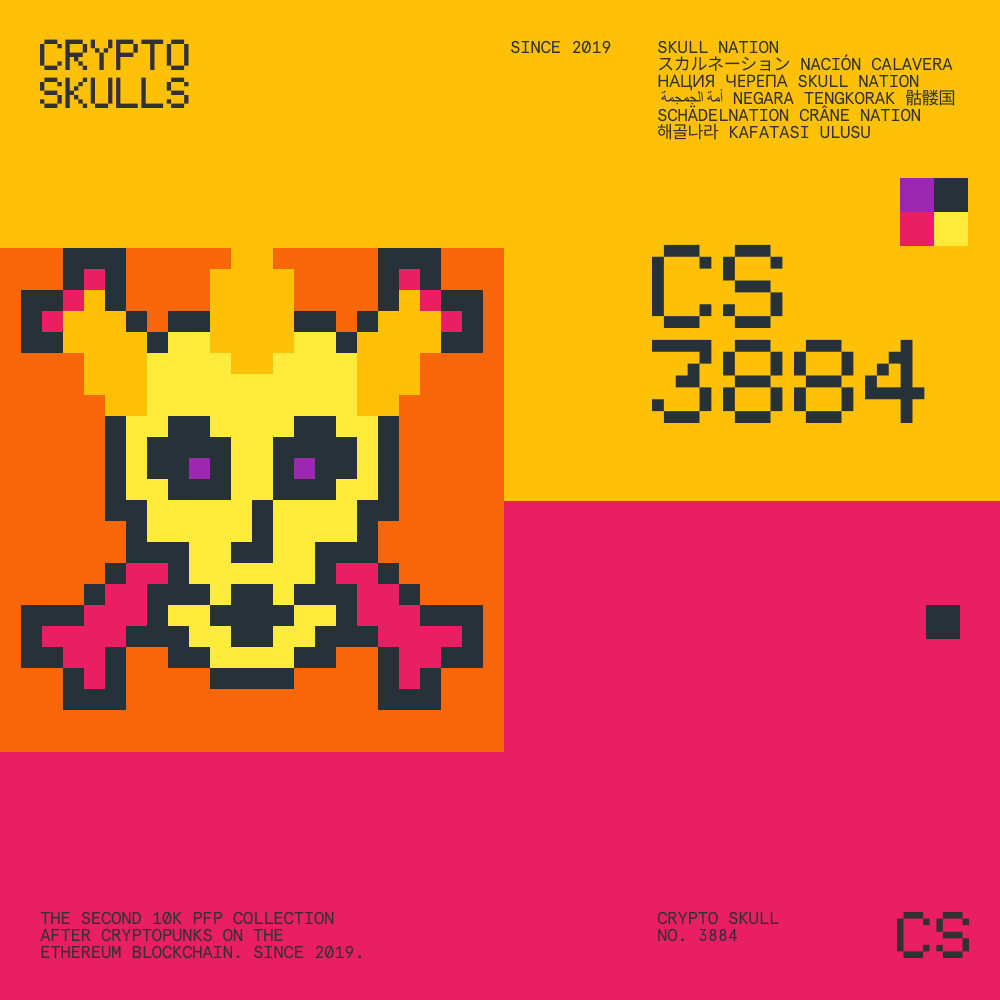 CRYPTO
SKULLS
SINCE 2019
SKULL NATION
スカルネーション NACIÓN CALAVERA
НАЦИЯ ЧЕРЕПА SKULL NATION
أمة الجمجمة NEGARA TENGKORAK 骷髅国
SCHÄDELNATION CRÂNE NATION
해골나라 KAFATASI ULUSU
CS
3884
THE SECOND 10K PFP COLLECTION
AFTER CRYPTOPUNKS ON THE
ETHEREUM BLOCKCHAIN. SINCE 2019.
CRYPTO SKULL
NO. 3884
CS